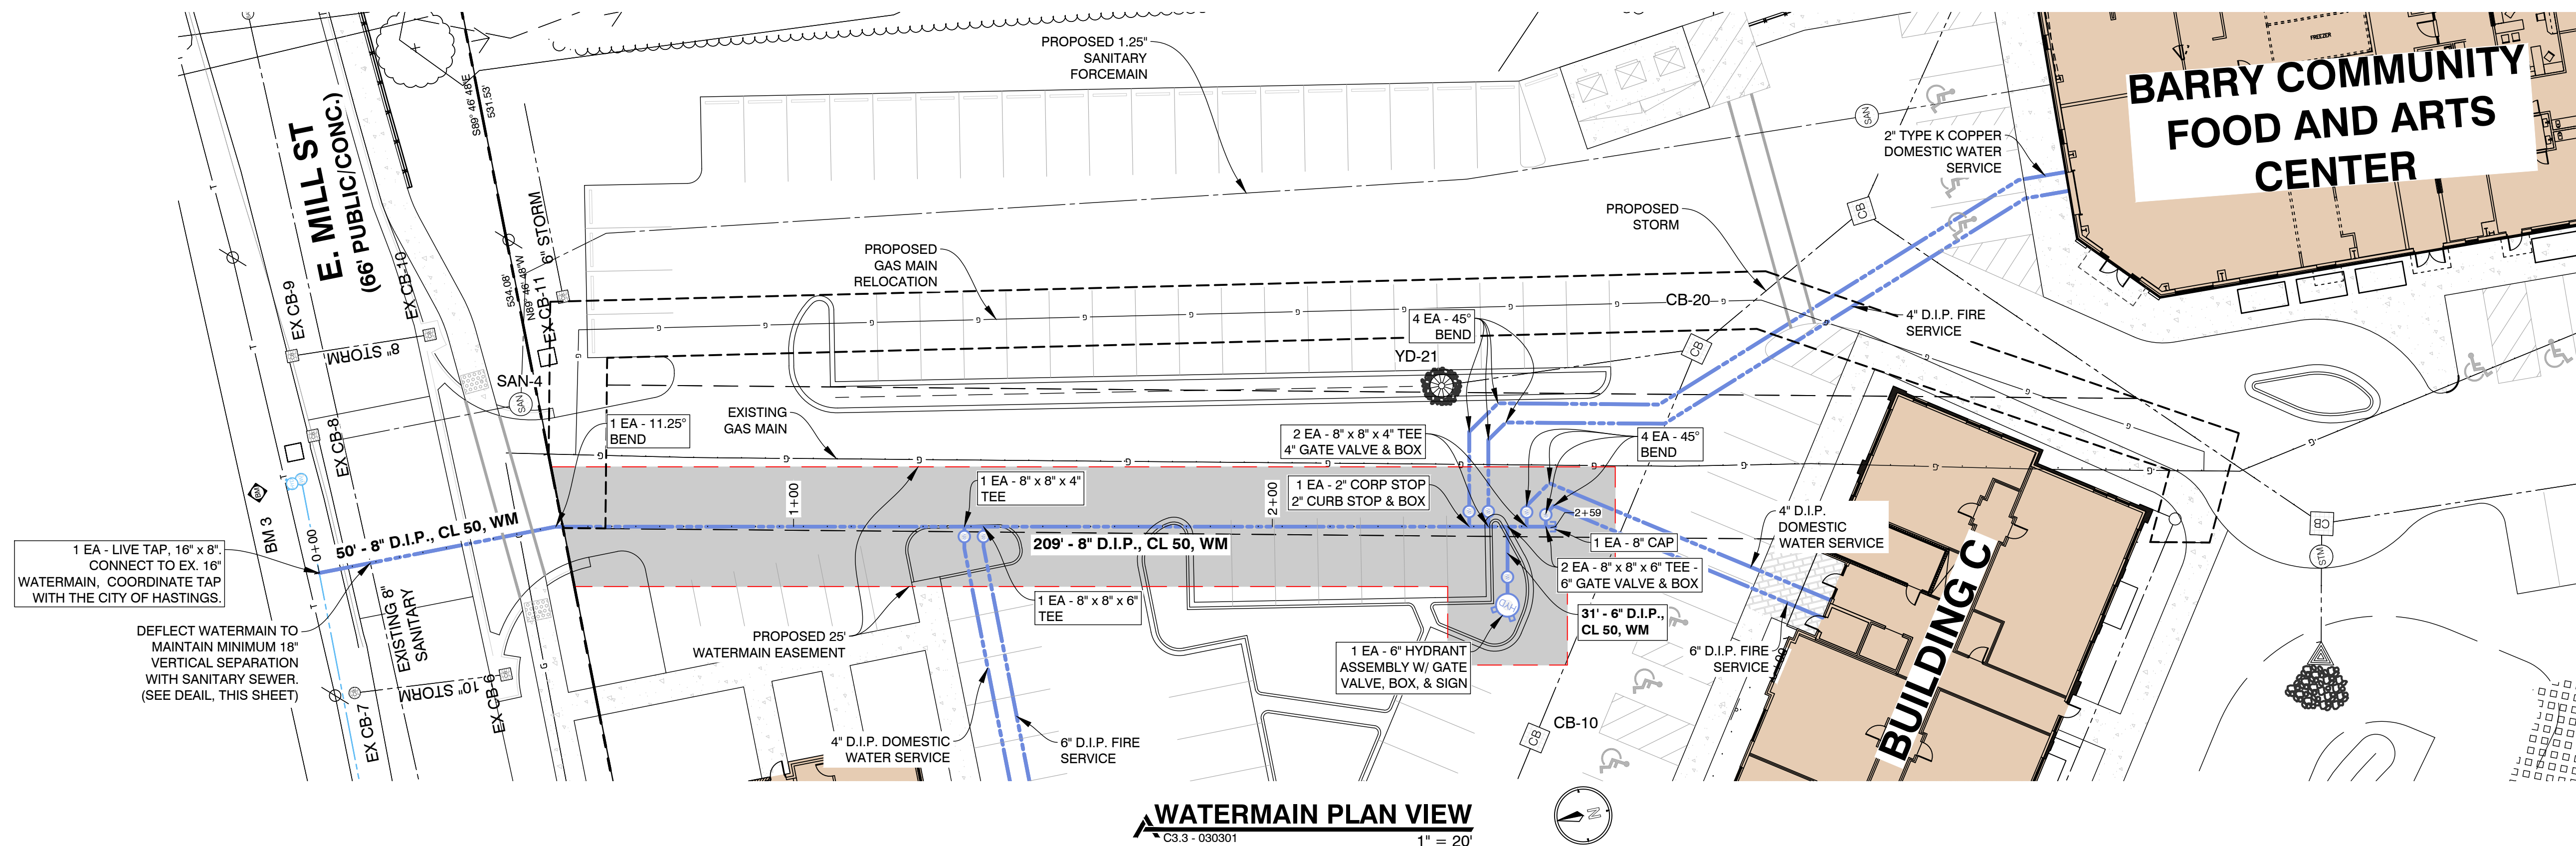 PROPOSED 1.25"
SANITARY
FORCEMAIN
FREEZER
BARRY COMMUNITY
FOOD AND ARTS
CENTER
S89° 46' 48"E
531.53'
E. MILL ST
(66' PUBLIC/CONC.)
SAN
2" TYPE K COPPER
DOMESTIC WATER
SERVICE
PROPOSED
STORM
CB
6" STORM
534.08'
N89° 46' 48"W
EX CB-11
EX CB-10
EX CB-9
8" STORM
PROPOSED
GAS MAIN
RELOCATION
CB-20
4" D.I.P. FIRE
SERVICE
4 EA - 45°
BEND
YD-21
CB
SAN-4
SAN
EXISTING
GAS MAIN
1 EA - 11.25°
BEND
EX CB-8
2 EA - 8" x 8" x 4" TEE
4" GATE VALVE & BOX
4 EA - 45°
BEND
1 EA - 8" x 8" x 4"
TEE
1 EA - 2" CORP STOP
2" CURB STOP & BOX
1+00
2+00
2+59
BM
BM 3
0+00
50' - 8" D.I.P., CL 50, WM
209' - 8" D.I.P., CL 50, WM
1 EA - 8" CAP
4" D.I.P.
DOMESTIC
WATER SERVICE
CB
STM
1 EA - LIVE TAP, 16" x 8".
CONNECT TO EX. 16"
WATERMAIN, COORDINATE TAP
WITH THE CITY OF HASTINGS.
2 EA - 8" x 8" x 6" TEE -
6" GATE VALVE & BOX
1 EA - 8" x 8" x 6"
TEE
HYD
31' - 6" D.I.P.,
CL 50, WM
DEFLECT WATERMAIN TO
MAINTAIN MINIMUM 18"
VERTICAL SEPARATION
WITH SANITARY SEWER.
(SEE DEAIL, THIS SHEET)
EXISTING 8"
SANITARY
PROPOSED 25'
WATERMAIN EASEMENT
1 EA - 6" HYDRANT
ASSEMBLY W/ GATE
VALVE, BOX, & SIGN
6" D.I.P. FIRE
SERVICE
BUILDING C
10" STORM
EX CB-6
EX CB-7
4" D.I.P. DOMESTIC
WATER SERVICE
6" D.I.P. FIRE
SERVICE
CB
CB-10
WATERMAIN PLAN VIEW
C3.3 - 030301
1" = 20'
N